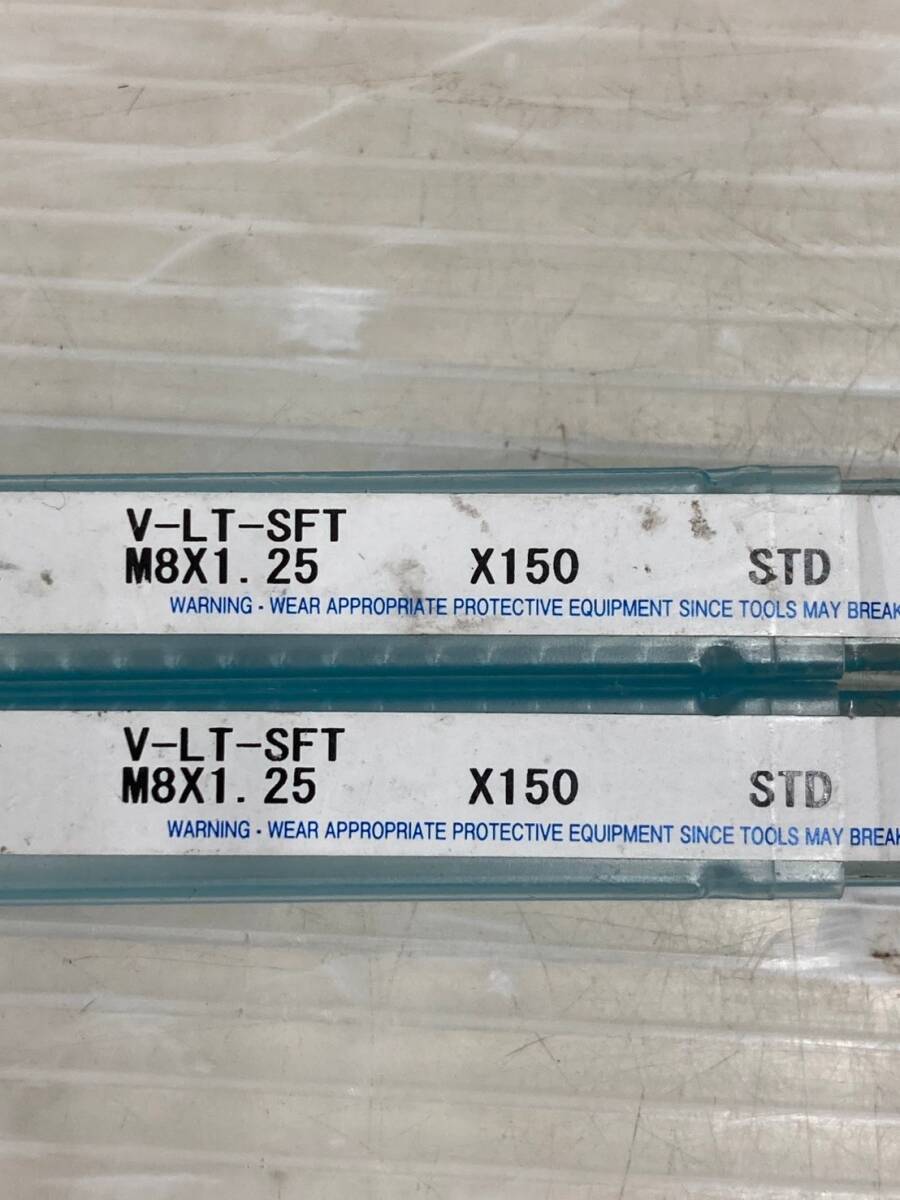 V-LT-SFT
M8X1.25 X150 STD
WARNING - WEAR APPROPRIATE PROTECTIVE EQUIPMENT SINCE TOOLS MAY BREAK
V-LT-SFT
M8X1.25 X150 STD
WARNING - WEAR APPROPRIATE PROTECTIVE EQUIPMENT SINCE TOOLS MAY BREAK